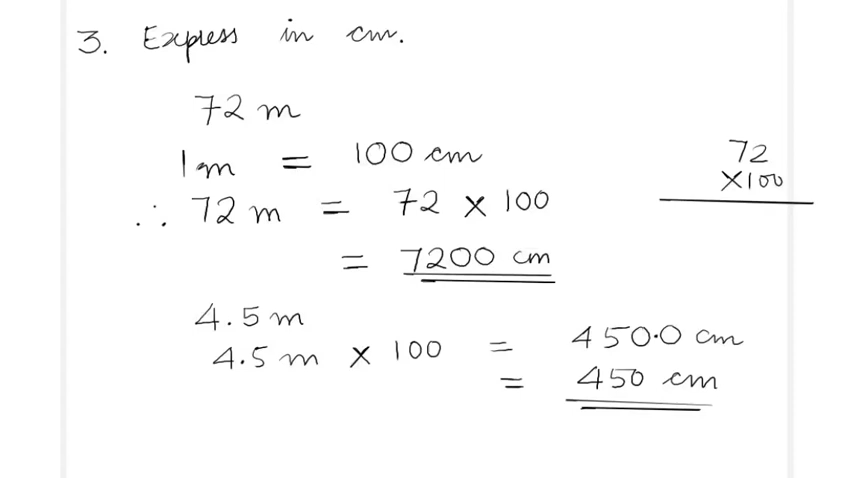 3. Express in cm.
72 m
1m = 100 cm
∴ 72 m = 72 × 100
= 7200 cm
72
×100
4.5 m
4.5 m × 100 = 450.0 cm
= 450 cm